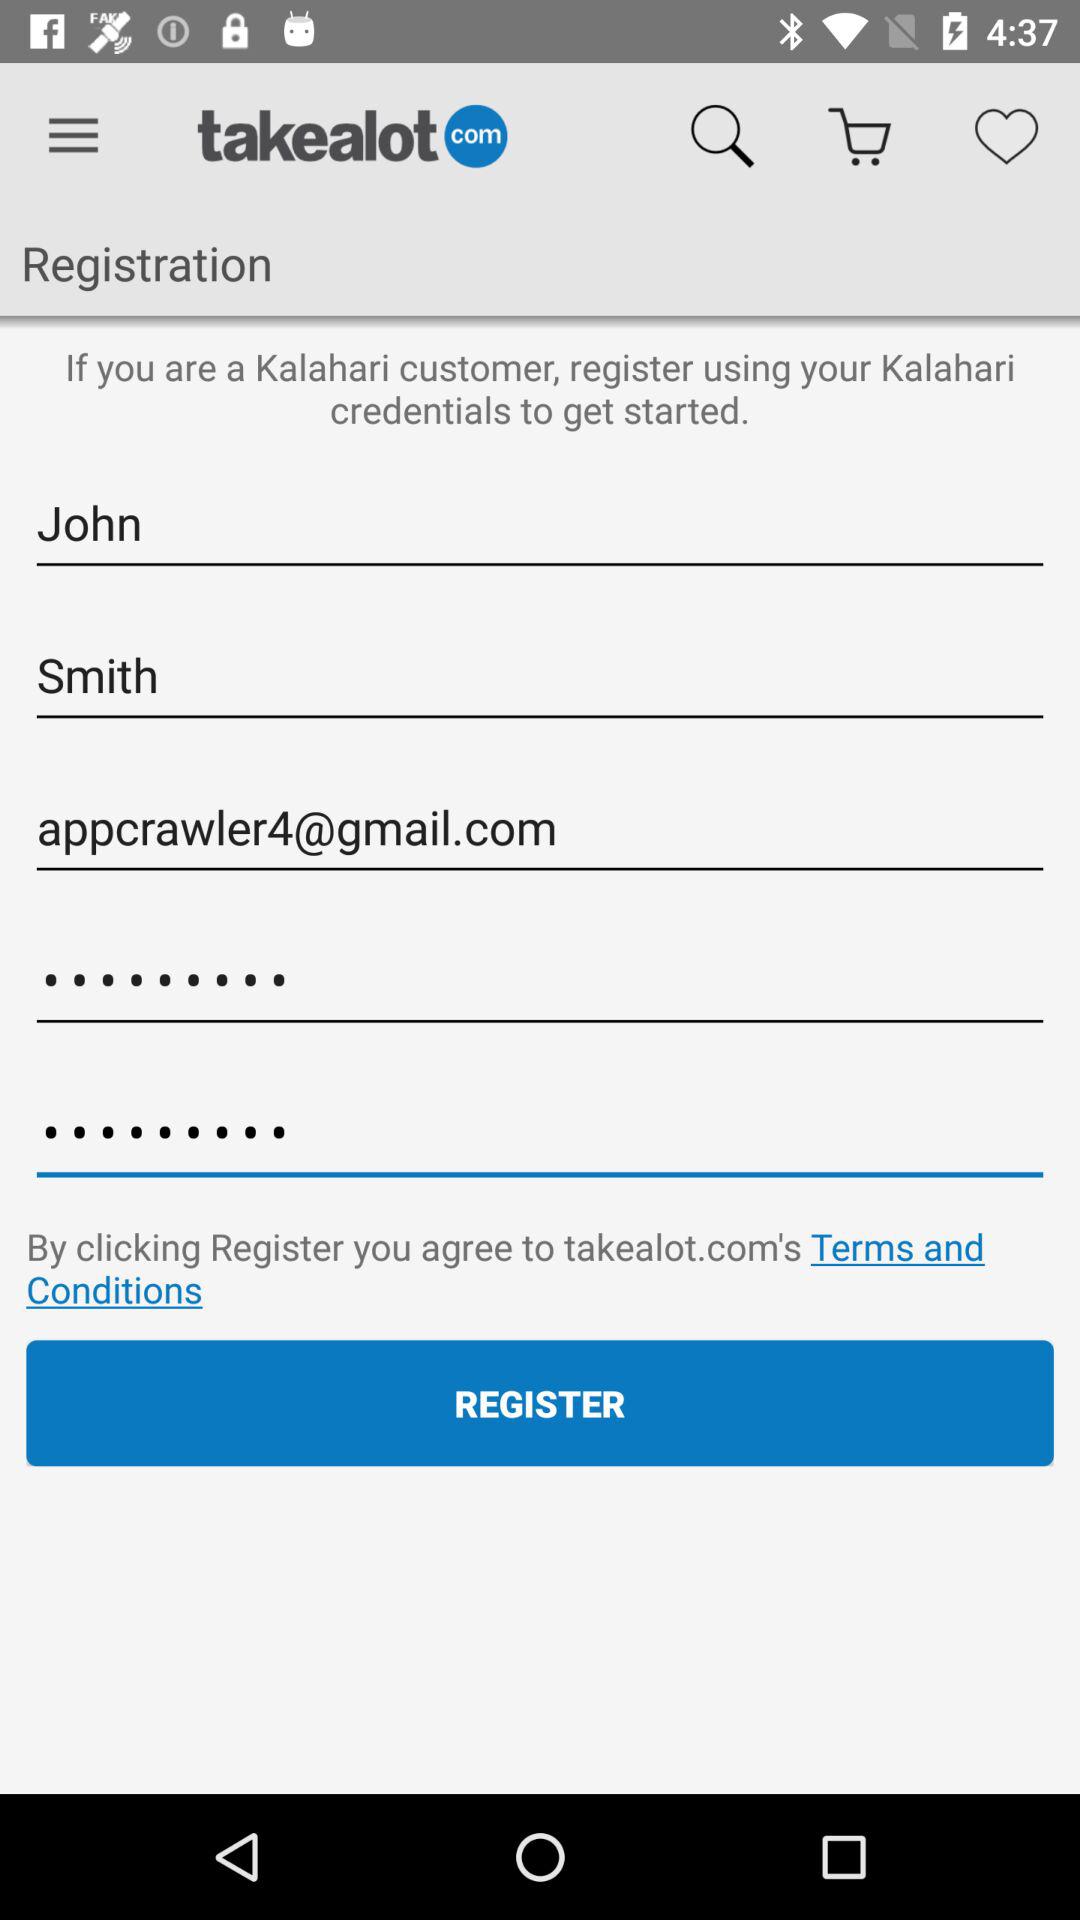 FAKE
4:37
takealot com
Registration
If you are a Kalahari customer, register using your Kalahari
credentials to get started.
John
Smith
appcrawler4@gmail.com
•••••••••
•••••••••
By clicking Register you agree to takealot.com's Terms and
Conditions
REGISTER